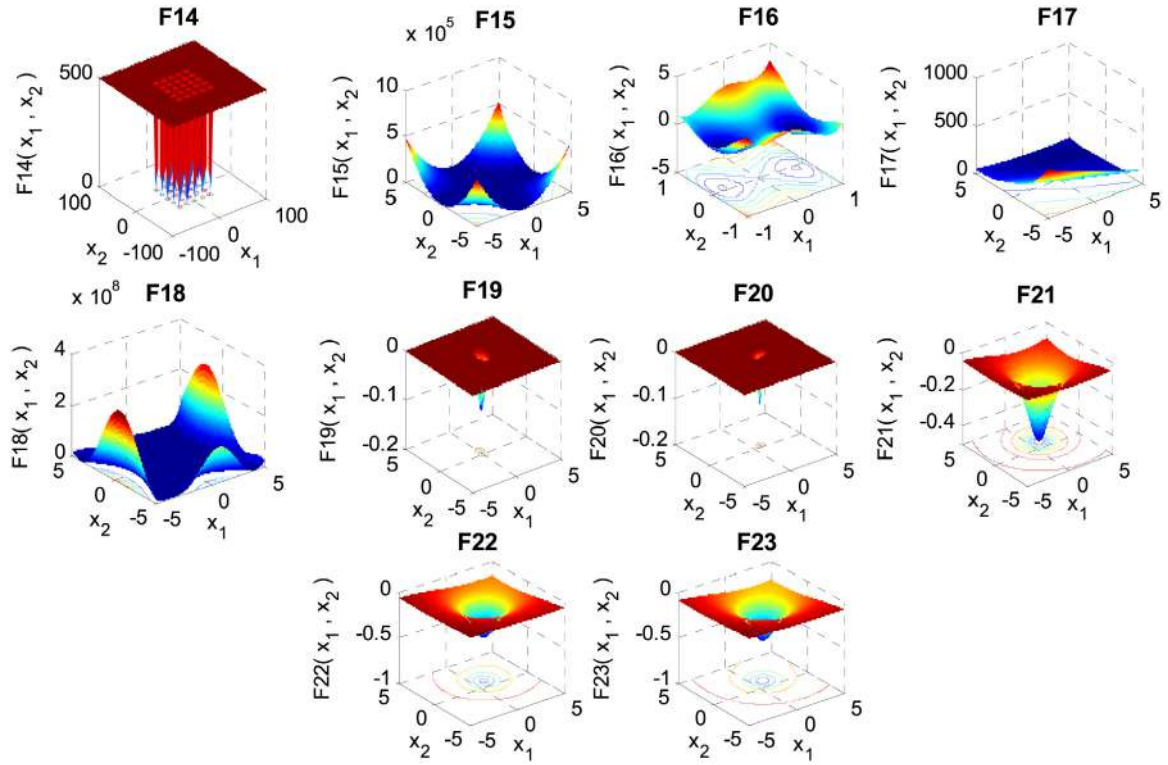 F14
500
0
100
0
-100
-100
0
100
F14( x1 , x2 )
x2
x1
F15
x 10^5
10
5
0
5
0
-5
-5
0
5
F15( x1 , x2 )
x2
x1
F16
5
0
-5
1
0
-1
-1
0
1
F16( x1 , x2 )
x2
x1
F17
1000
500
0
5
0
-5
-5
0
5
F17( x1 , x2 )
x2
x1
F18
x 10^8
4
2
0
5
0
-5
-5
0
5
F18( x1 , x2 )
x2
x1
F19
0
-0.1
-0.2
5
0
-5
-5
0
5
F19( x1 , x2 )
x2
x1
F20
0
-0.1
-0.2
5
0
-5
-5
0
5
F20( x1 , x2 )
x2
x1
F21
0
-0.2
-0.4
5
0
-5
-5
0
5
F21( x1 , x2 )
x2
x1
F22
0
-0.5
-1
5
0
-5
-5
0
5
F22( x1 , x2 )
x2
x1
F23
0
-0.5
-1
5
0
-5
-5
0
5
F23( x1 , x2 )
x2
x1